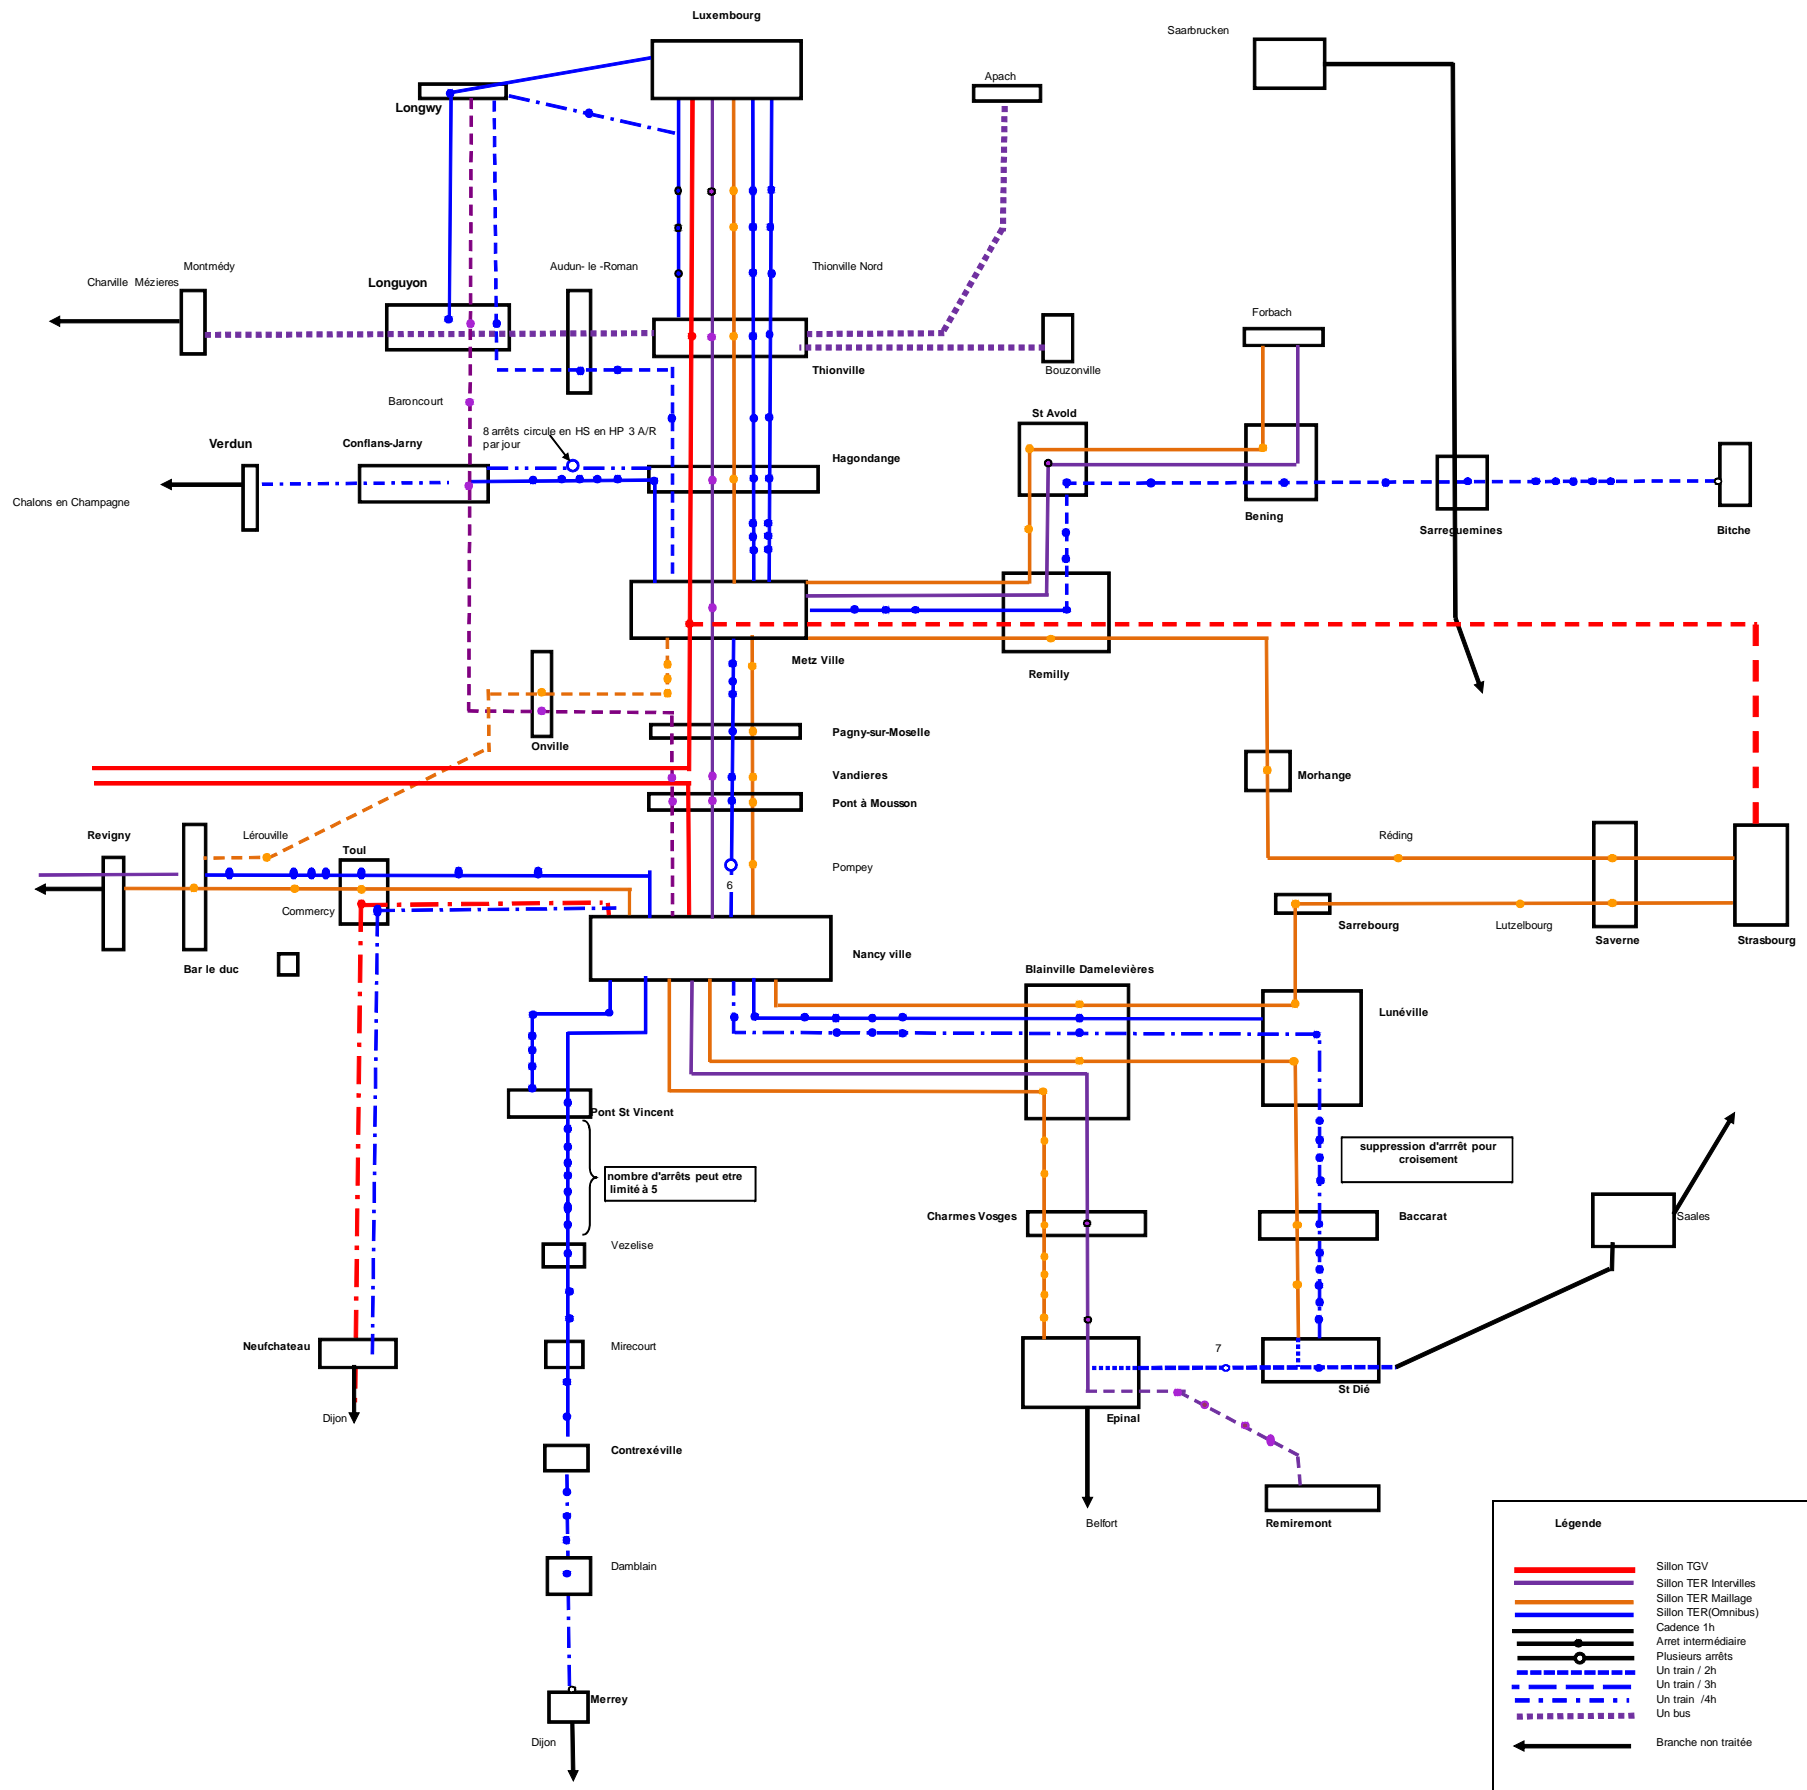 Luxembourg
Saarbrucken
Apach
Longwy
Montmédy
Audun- le -Roman
Thionville Nord
Charville Mézieres
Longuyon
Forbach
Thionville
Bouzonville
Baroncourt
St Avold
Verdun
Conflans-Jarny
8 arrêts circule en HS en HP 3 A/R
par jour
Hagondange
Chalons en Champagne
Bening
Sarreguemines
Bitche
Metz Ville
Remilly
Onville
Pagny-sur-Moselle
Vandieres
Morhange
Pont à Mousson
Revigny
Lérouville
Toul
Réding
Pompey
6
Commercy
Sarrebourg
Lutzelbourg
Saverne
Strasbourg
Bar le duc
Nancy ville
Blainville Damelevières
Lunéville
Pont St Vincent
suppression d'arrrêt pour
croisement
nombre d'arrêts peut etre
limité à 5
Charmes Vosges
Baccarat
Saales
Vezelise
Neufchateau
Mirecourt
7
St Dié
Dijon
Epinal
Contrexéville
Belfort
Remiremont
Damblain
Merrey
Dijon
Légende
Sillon TGV
Sillon TER Intervilles
Sillon TER Maillage
Sillon TER(Omnibus)
Cadence 1h
Arret intermédiaire
Plusieurs arrêts
Un train / 2h
Un train / 3h
Un train /4h
Un bus
Branche non traitée